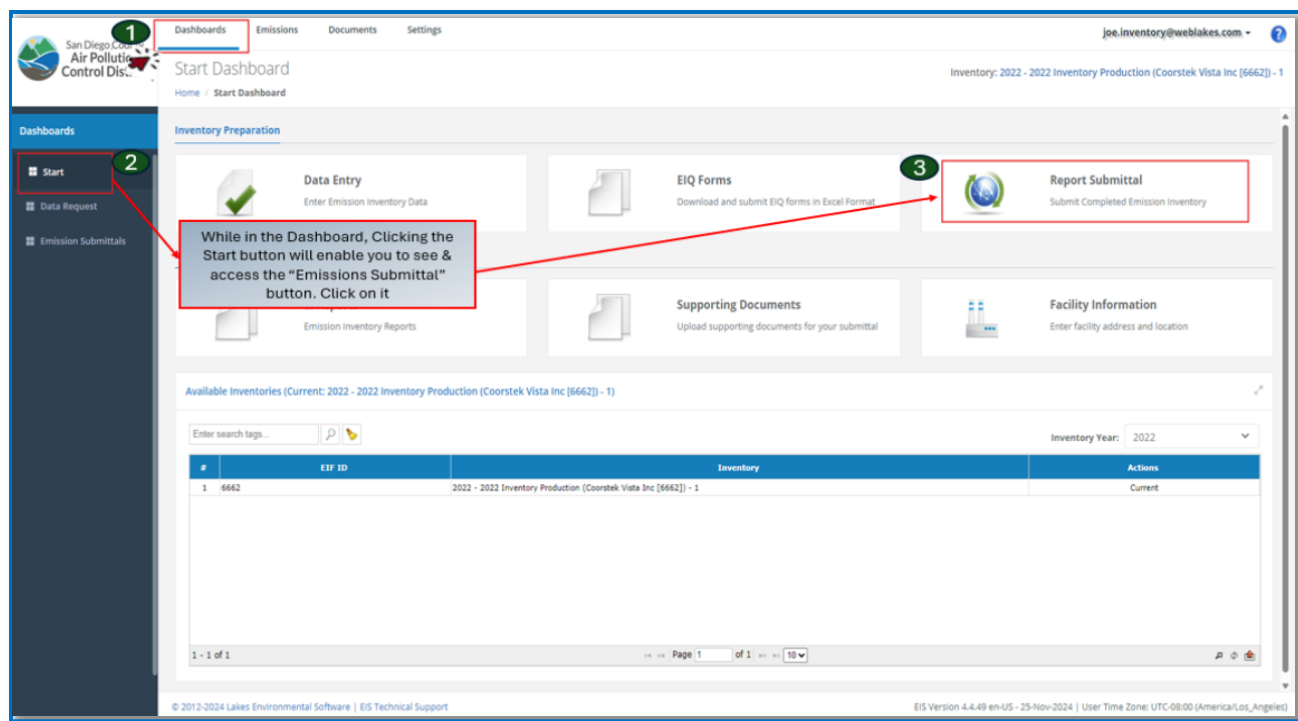 1
San Diego Cou
Air Pollutio
Control Dis
Dashboards
Emissions
Documents
Settings
joe.inventory@weblakes.com
?
Start Dashboard
Inventory: 2022 - 2022 Inventory Production (Coorstek Vista Inc [6662]) - 1
Home / Start Dashboard
Dashboards
Start
2
Data Request
Emission Submittals
Inventory Preparation
Data Entry
Enter Emission Inventory Data
EIQ Forms
Download and submit EIQ forms in Excel Format
3
Report Submittal
Submit Completed Emission Inventory
While in the Dashboard, Clicking the
Start button will enable you to see &
access the “Emissions Submittal”
button. Click on it
Emission Inventory Reports
Supporting Documents
Upload supporting documents for your submittal
Facility Information
Enter facility address and location
Available Inventories (Current: 2022 - 2022 Inventory Production (Coorstek Vista Inc [6662]) - 1)
Enter search tags...
Inventory Year: 2022
# EIF ID Inventory Actions
1 6662 2022 - 2022 Inventory Production (Coorstek Vista Inc [6662]) - 1 Current
1 - 1 of 1
Page 1 of 1 10
© 2012-2024 Lakes Environmental Software | EIS Technical Support
EIS Version 4.4.49 en-US - 25-Nov-2024 | User Time Zone: UTC-08:00 (America/Los_Angeles)